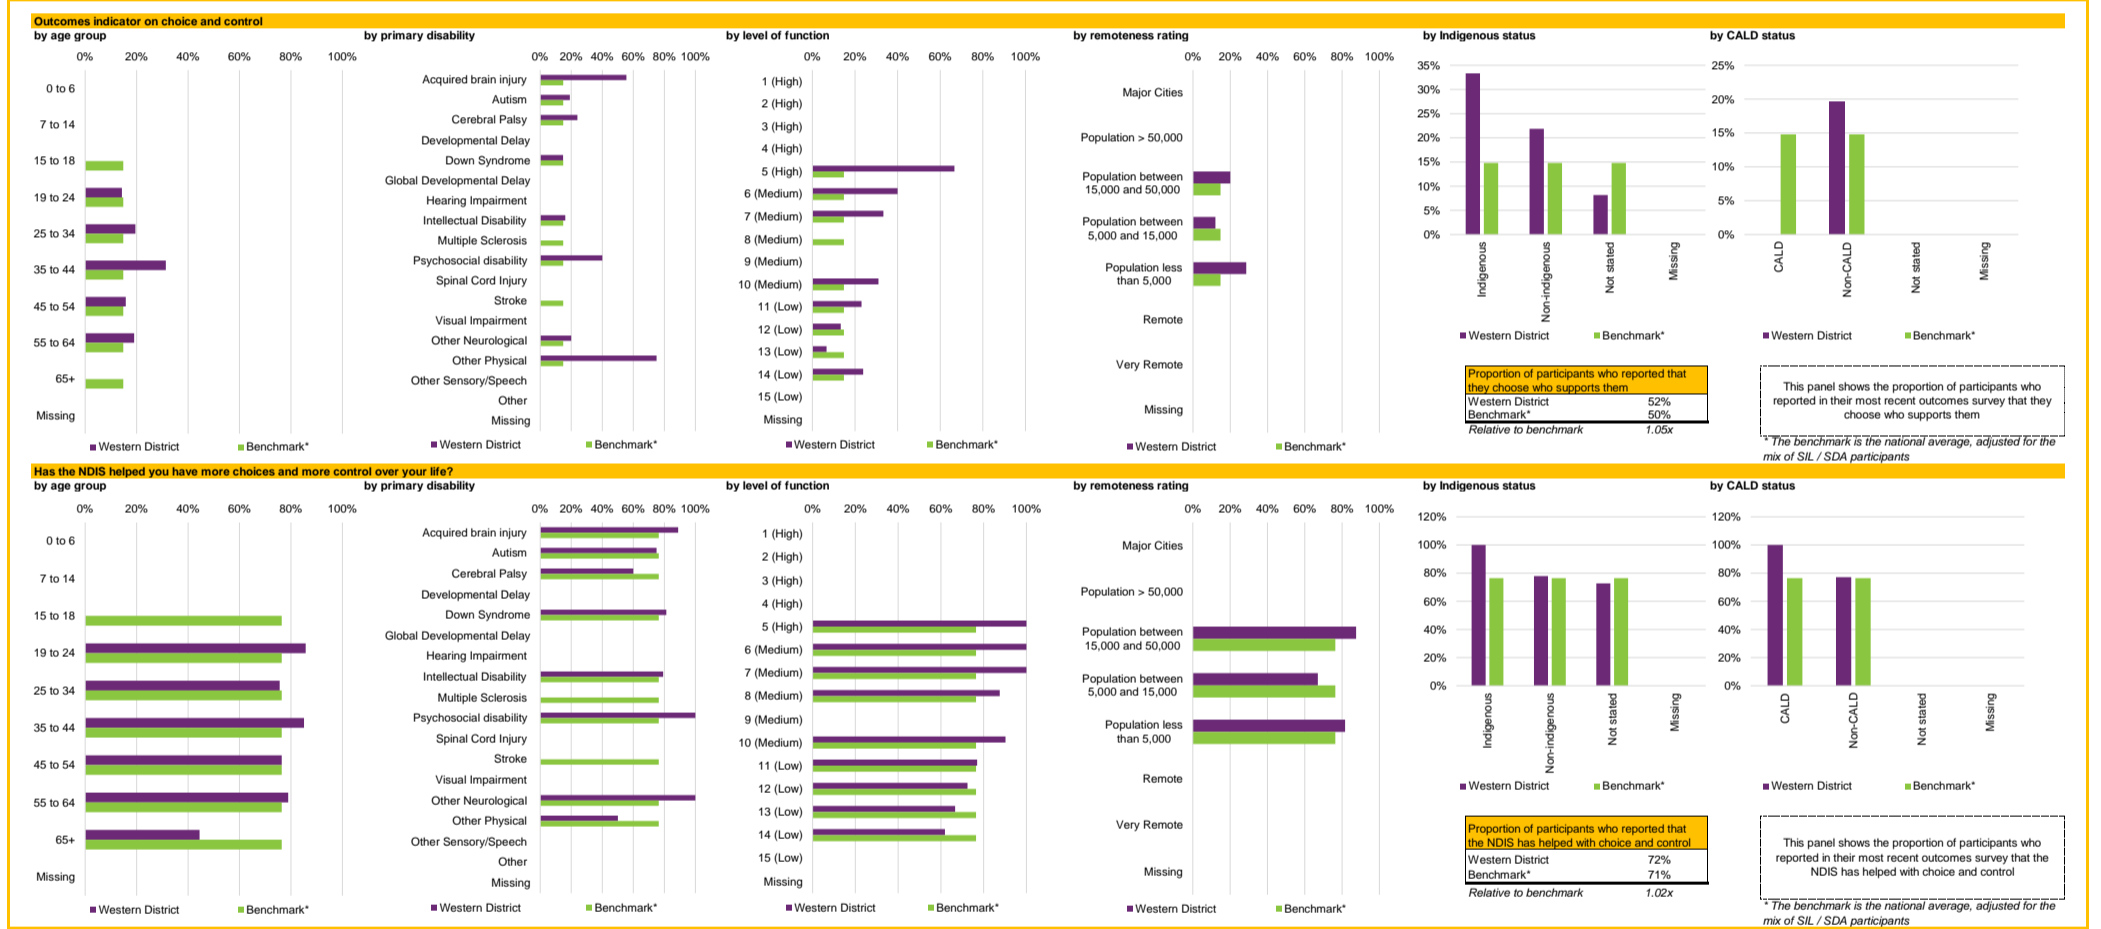 Outcomes indicator on choice and control
by age group
0% 20% 40% 60% 80% 100%
0 to 6
7 to 14
15 to 18
19 to 24
25 to 34
35 to 44
45 to 54
55 to 64
65+
Missing
Western District Benchmark*
by primary disability
0% 20% 40% 60% 80% 100%
Acquired brain injury
Autism
Cerebral Palsy
Developmental Delay
Down Syndrome
Global Developmental Delay
Hearing Impairment
Intellectual Disability
Multiple Sclerosis
Psychosocial disability
Spinal Cord Injury
Stroke
Visual Impairment
Other Neurological
Other Physical
Other Sensory/Speech
Other
Missing
Western District Benchmark*
by level of function
0% 20% 40% 60% 80% 100%
1 (High)
2 (High)
3 (High)
4 (High)
5 (High)
6 (Medium)
7 (Medium)
8 (Medium)
9 (Medium)
10 (Medium)
11 (Low)
12 (Low)
13 (Low)
14 (Low)
15 (Low)
Missing
Western District Benchmark*
by remoteness rating
0% 20% 40% 60% 80% 100%
Major Cities
Population > 50,000
Population between
15,000 and 50,000
Population between
5,000 and 15,000
Population less
than 5,000
Remote
Very Remote
Missing
Western District Benchmark*
by Indigenous status
35%
30%
25%
20%
15%
10%
5%
0%
Indigenous
Non-indigenous
Not stated
Missing
Western District Benchmark*
by CALD status
25%
20%
15%
10%
5%
0%
CALD
Non-CALD
Not stated
Missing
Western District Benchmark*
Proportion of participants who reported that
they choose who supports them
Western District 52%
Benchmark* 50%
Relative to benchmark 1.05x
This panel shows the proportion of participants who
reported in their most recent outcomes survey that they
choose who supports them
* The benchmark is the national average, adjusted for the
mix of SIL / SDA participants
Has the NDIS helped you have more choices and more control over your life?
by age group
0% 20% 40% 60% 80% 100%
0 to 6
7 to 14
15 to 18
19 to 24
25 to 34
35 to 44
45 to 54
55 to 64
65+
Missing
Western District Benchmark*
by primary disability
0% 20% 40% 60% 80% 100%
Acquired brain injury
Autism
Cerebral Palsy
Developmental Delay
Down Syndrome
Global Developmental Delay
Hearing Impairment
Intellectual Disability
Multiple Sclerosis
Psychosocial disability
Spinal Cord Injury
Stroke
Visual Impairment
Other Neurological
Other Physical
Other Sensory/Speech
Other
Missing
Western District Benchmark*
by level of function
0% 20% 40% 60% 80% 100%
1 (High)
2 (High)
3 (High)
4 (High)
5 (High)
6 (Medium)
7 (Medium)
8 (Medium)
9 (Medium)
10 (Medium)
11 (Low)
12 (Low)
13 (Low)
14 (Low)
15 (Low)
Missing
Western District Benchmark*
by remoteness rating
0% 20% 40% 60% 80% 100%
Major Cities
Population > 50,000
Population between
15,000 and 50,000
Population between
5,000 and 15,000
Population less
than 5,000
Remote
Very Remote
Missing
Western District Benchmark*
by Indigenous status
120%
100%
80%
60%
40%
20%
0%
Indigenous
Non-indigenous
Not stated
Missing
Western District Benchmark*
by CALD status
120%
100%
80%
60%
40%
20%
0%
CALD
Non-CALD
Not stated
Missing
Western District Benchmark*
Proportion of participants who reported that
the NDIS has helped with choice and control
Western District 72%
Benchmark* 71%
Relative to benchmark 1.02x
This panel shows the proportion of participants who
reported in their most recent outcomes survey that the
NDIS has helped with choice and control
* The benchmark is the national average, adjusted for the
mix of SIL / SDA participants